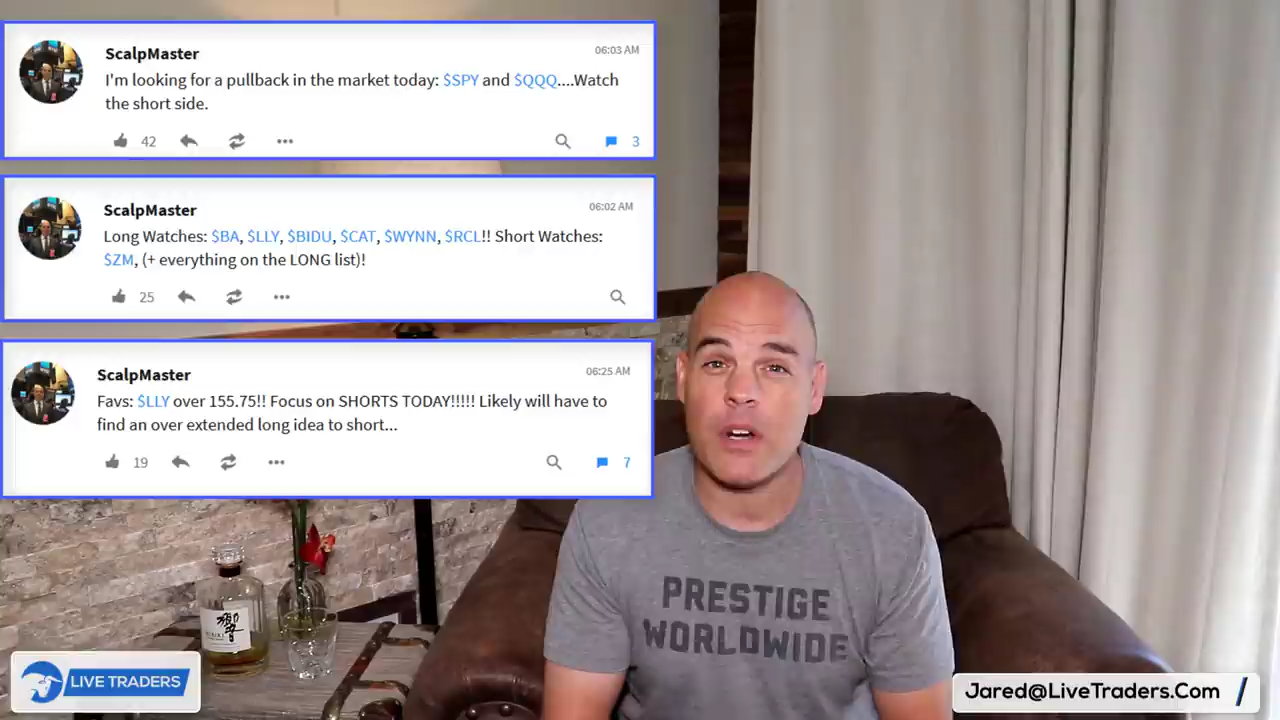 ScalpMaster
06:03 AM
I'm looking for a pullback in the market today: $SPY and $QQQ....Watch
the short side.
42
3
ScalpMaster
06:02 AM
Long Watches: $BA, $LLY, $BIDU, $CAT, $WYNN, $RCL!! Short Watches:
$ZM, (+ everything on the LONG list)!
25
ScalpMaster
06:25 AM
Favs: $LLY over 155.75!! Focus on SHORTS TODAY!!!!! Likely will have to
find an over extended long idea to short...
19
7
PRESTIGE
WORLDWIDE
響
LIVE TRADERS
Jared@LiveTraders.Com /